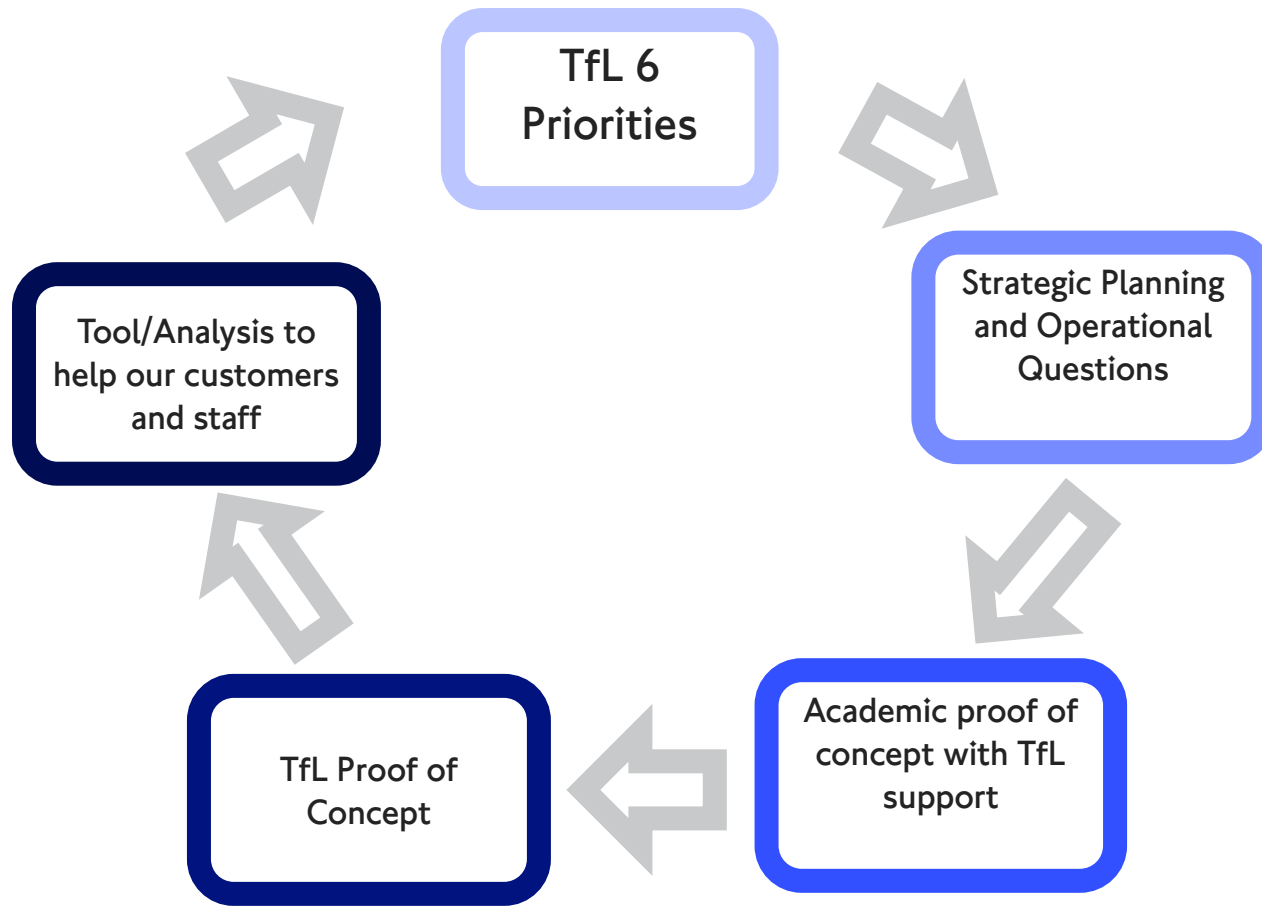 TfL 6
Priorities
Strategic Planning
and Operational
Questions
Academic proof of
concept with TfL
support
TfL Proof of
Concept
Tool/Analysis to
help our customers
and staff